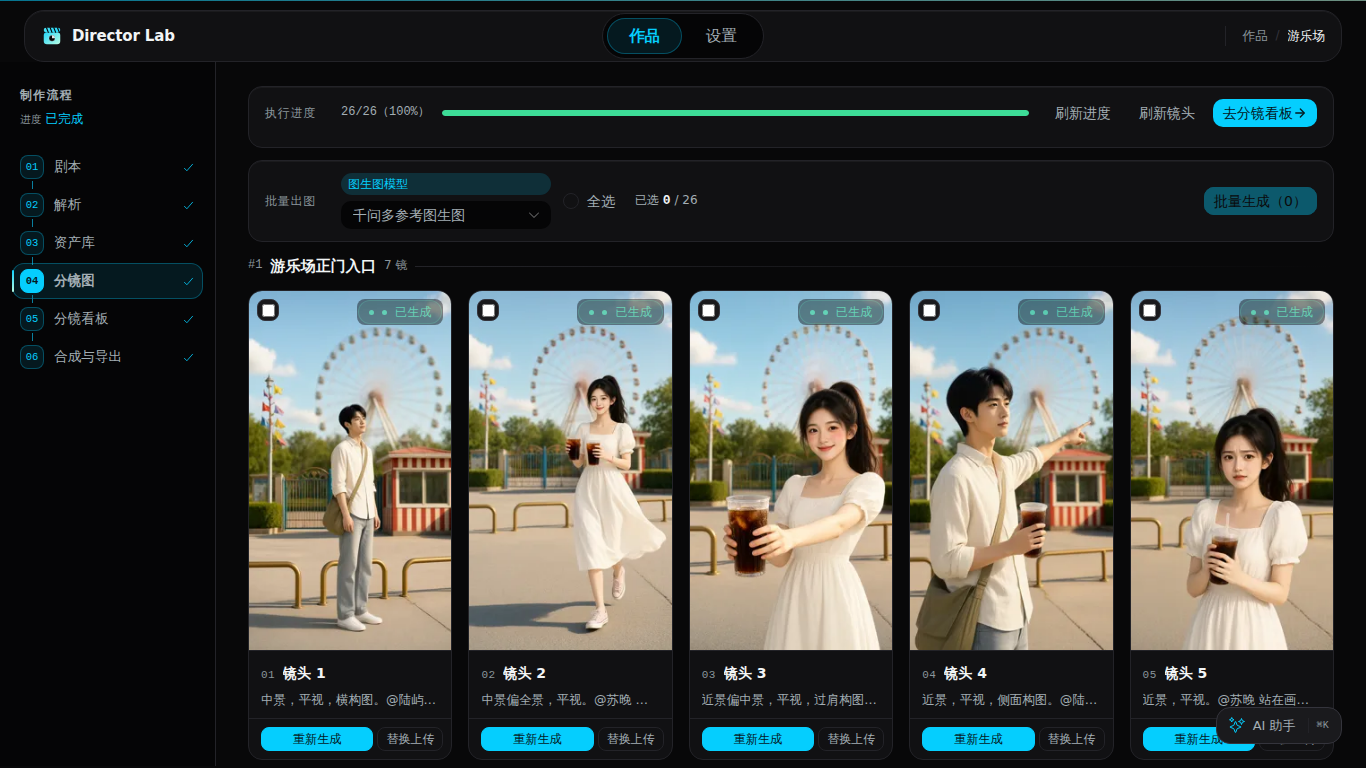 Director Lab
作品
设置
作品 / 游乐场
制作流程
进度 已完成
01 剧本
02 解析
03 资产库
04 分镜图
05 分镜看板
06 合成与导出
执行进度
26/26 (100%)
刷新进度
刷新镜头
去分镜看板→
批量出图
图生图模型
千问多参考图生图
全选
已选 0 / 26
批量生成（0）
#1 游乐场正门入口 7 镜
已生成
已生成
已生成
已生成
已生成
01 镜头 1
中景，平视，横构图。@陆屿...
重新生成
替换上传
02 镜头 2
中景偏全景，平视。@苏晚 ...
重新生成
替换上传
03 镜头 3
近景偏中景，平视，过肩构图...
重新生成
替换上传
04 镜头 4
近景，平视，侧面构图。@陆...
重新生成
替换上传
05 镜头 5
近景，平视。@苏晚 站在画...
重新生成
AI 助手 ⌘K